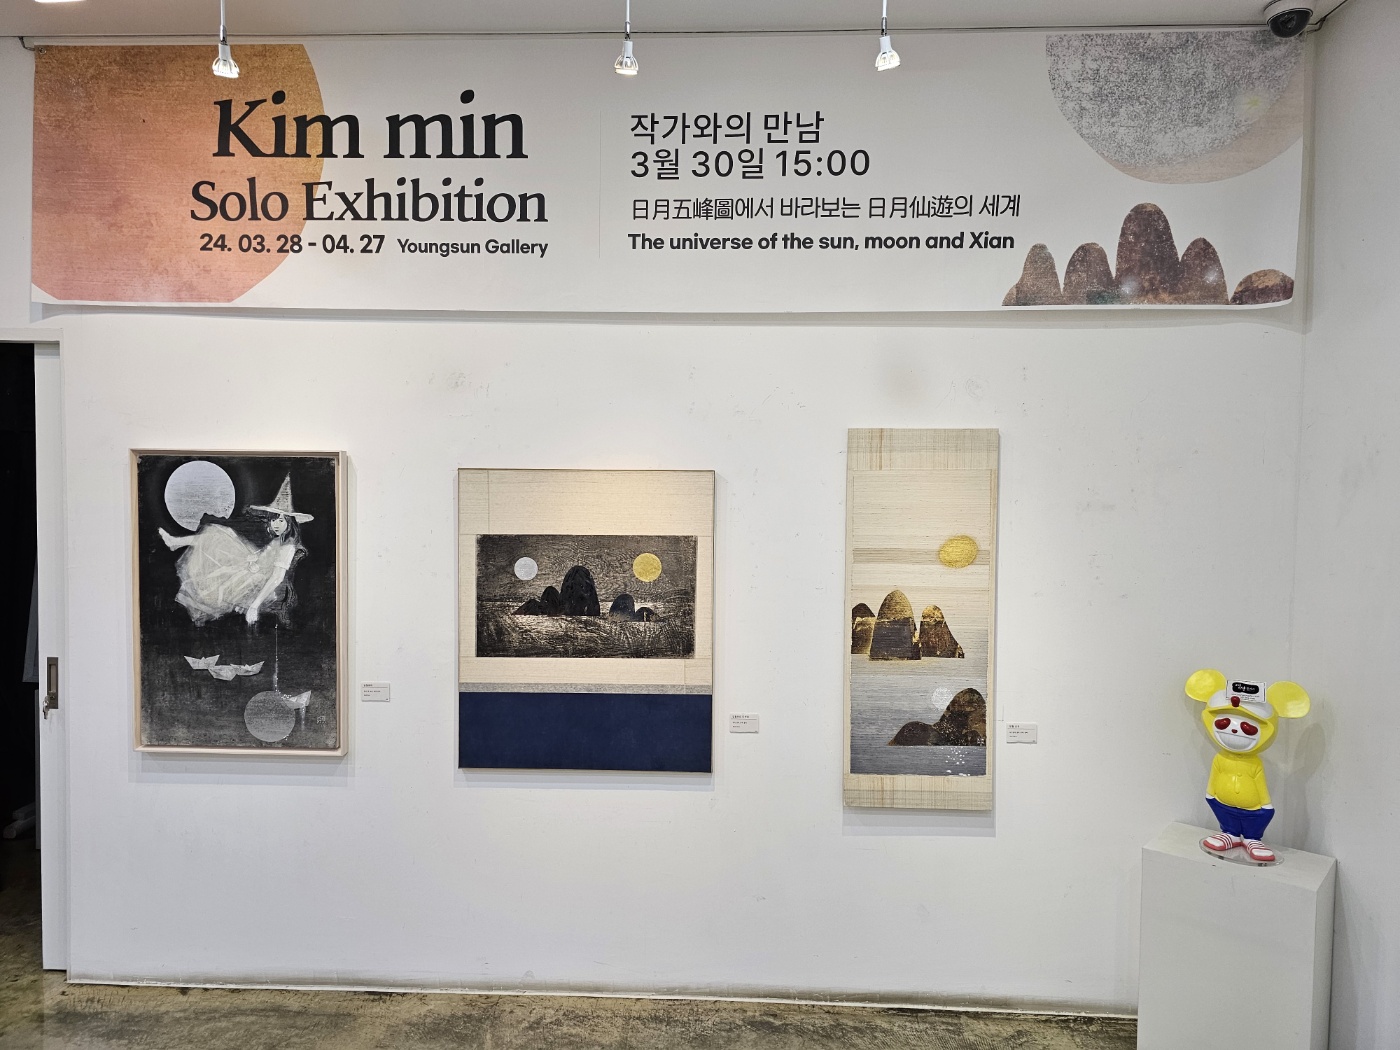 Kim min
Solo Exhibition
24. 03. 28 - 04. 27 Youngsun Gallery
작가와의 만남
3월 30일 15:00
日月五峰圖에서 바라보는 日月仙遊의 세계
The universe of the sun, moon and Xian